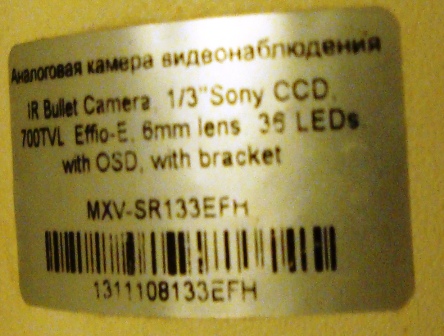 Аналоговая камера видеонаблюдения
IR Bullet Camera, 1/3"Sony CCD,
700TVL Effio-E, 6mm lens 36 LEDs,
with OSD, with bracket
MXV-SR133EFH
1311108133EFH